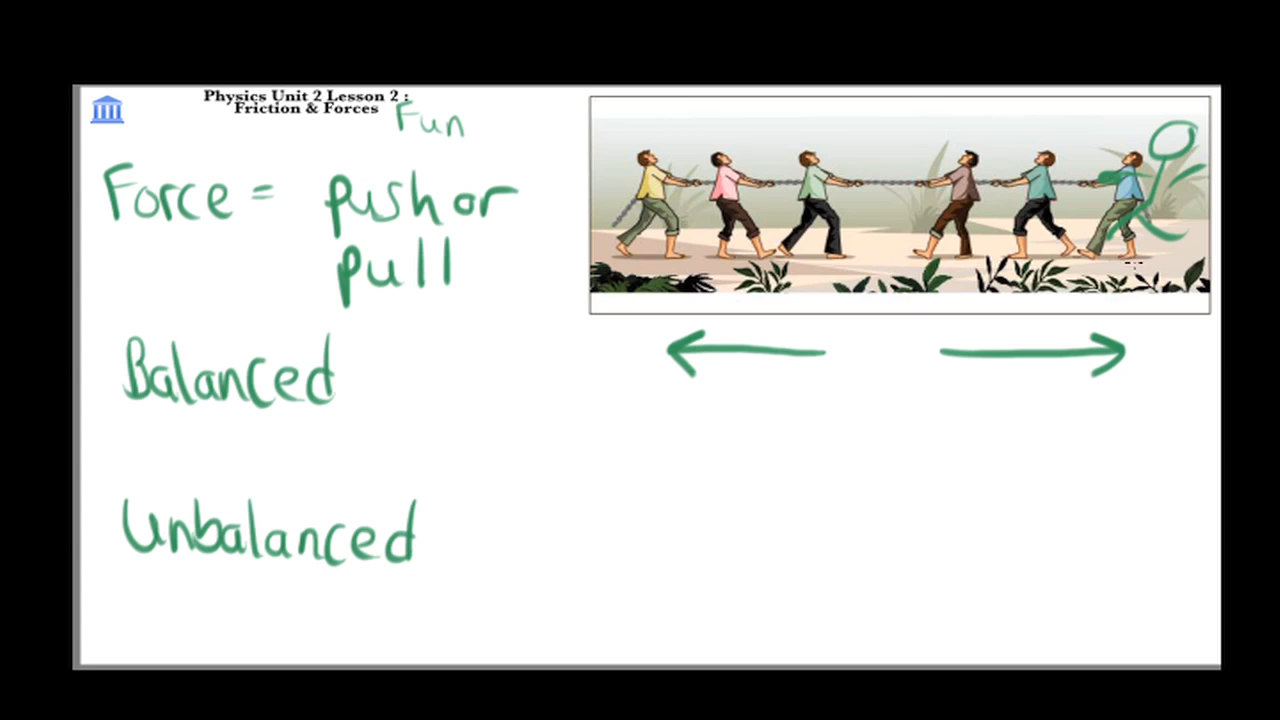 Physics Unit 2 Lesson 2 :
Friction & Forces
Fun
Force = push or
pull
Balanced
Unbalanced